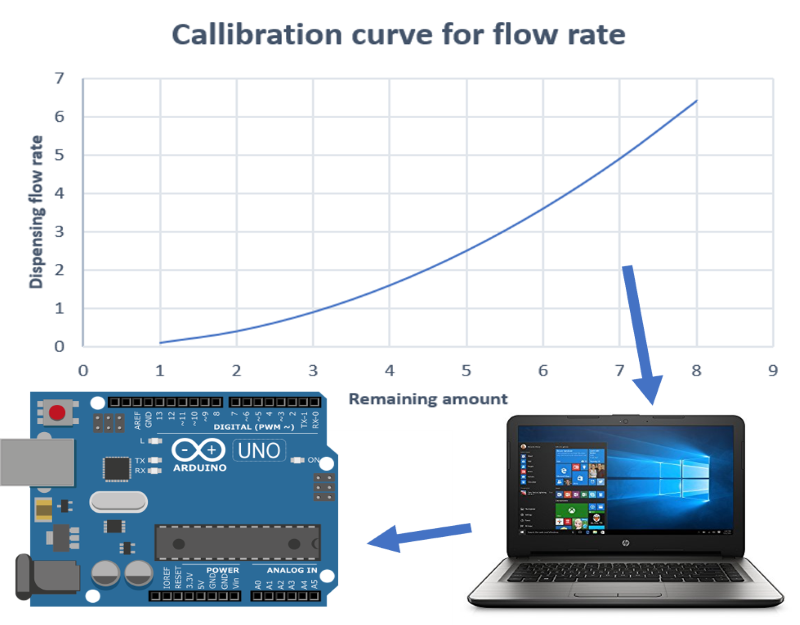 Callibration curve for flow rate
7
6
5
4
3
2
1
0
Dispensing flow rate
0 1 2 3 4 5 6 7 8 9
Remaining amount
AREF
GND
13
12
~11
~10
~9
8
7
~6
~5
4
~3
2
TX-1
RX-0
DIGITAL (PWM ~)
L
TX
RX
ARDUINO
UNO
ON
POWER
ANALOG IN
IOREF
RESET
3.3V
5V
GND
GND
Vin
A0
A1
A2
A3
A4
A5
hp